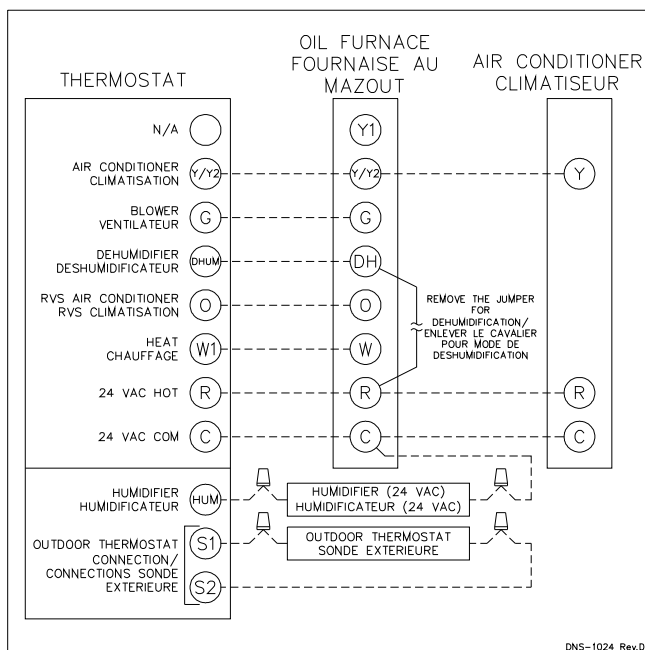 OIL FURNACE
FOURNAISE AU
MAZOUT
AIR CONDITIONER
CLIMATISEUR
THERMOSTAT
N/A
Y1
AIR CONDITIONER
CLIMATISATION
Y/Y2
Y/Y2
Y
BLOWER
VENTILATEUR
G
G
DEHUMIDIFIER
DESHUMIDIFICATEUR
DHUM
DH
RVS AIR CONDITIONER
RVS CLIMATISATION
O
O
REMOVE THE JUMPER
FOR
DEHUMIDIFICATION/
ENLEVER LE CAVALIER
POUR MODE DE
DESHUMIDIFICATION
HEAT
CHAUFFAGE
W1
W
24 VAC HOT
R
R
R
24 VAC COM
C
C
C
HUMIDIFIER
HUMIDIFICATEUR
HUM
HUMIDIFIER (24 VAC)
HUMIDIFICATEUR (24 VAC)
OUTDOOR THERMOSTAT
CONNECTION/
CONNECTIONS SONDE
EXTERIEURE
S1
S2
OUTDOOR THERMOSTAT
SONDE EXTERIEURE
DNS-1024 Rev.D